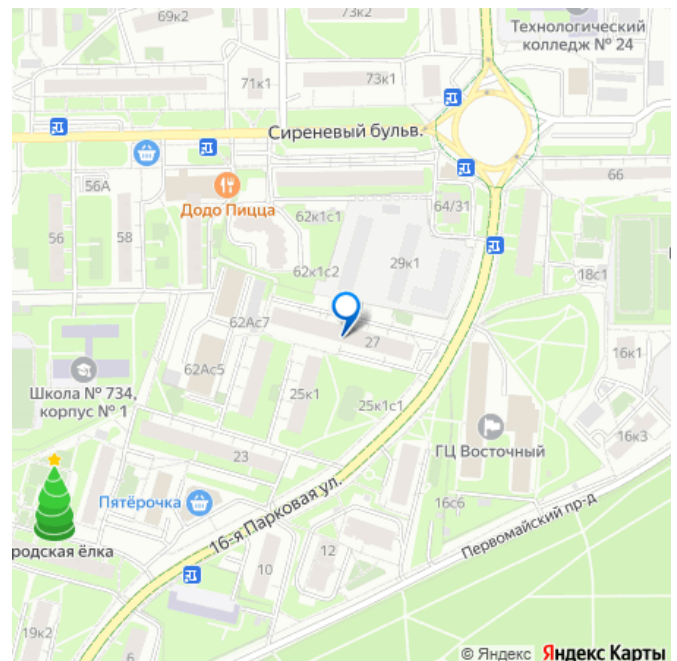 69к2
73к2
Технологический
колледж № 24
71к1
73к1
Сиреневый бульв.
56А
66
Додо Пицца
62к1с1
64/31
56
58
62к1с2
29к1
18с1
62Ас7
27
16к1
62Ас5
Школа № 734,
корпус № 1
25к1
25к1с1
16к3
23
ГЦ Восточный
Пятёрочка
16с6
16-я Парковая ул.
Первомайский пр-д
родская ёлка
12
10
19к2
6
© Яндекс Яндекс Карты